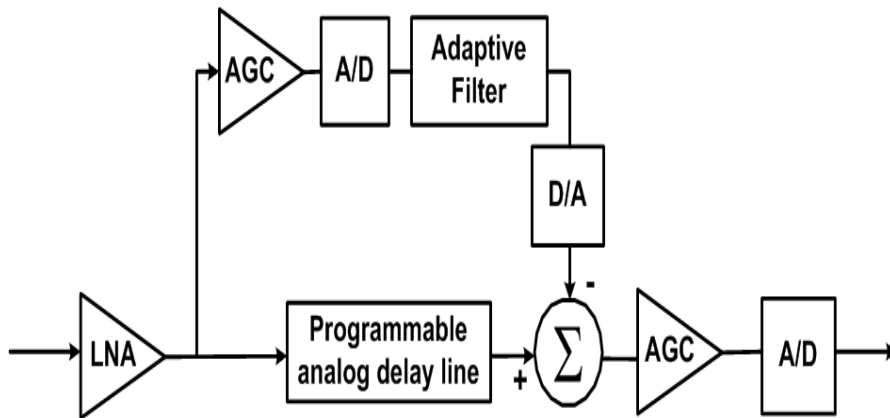 AGC
A/D
Adaptive
Filter
D/A
-
LNA
Programmable
analog delay line
+
Σ
AGC
A/D